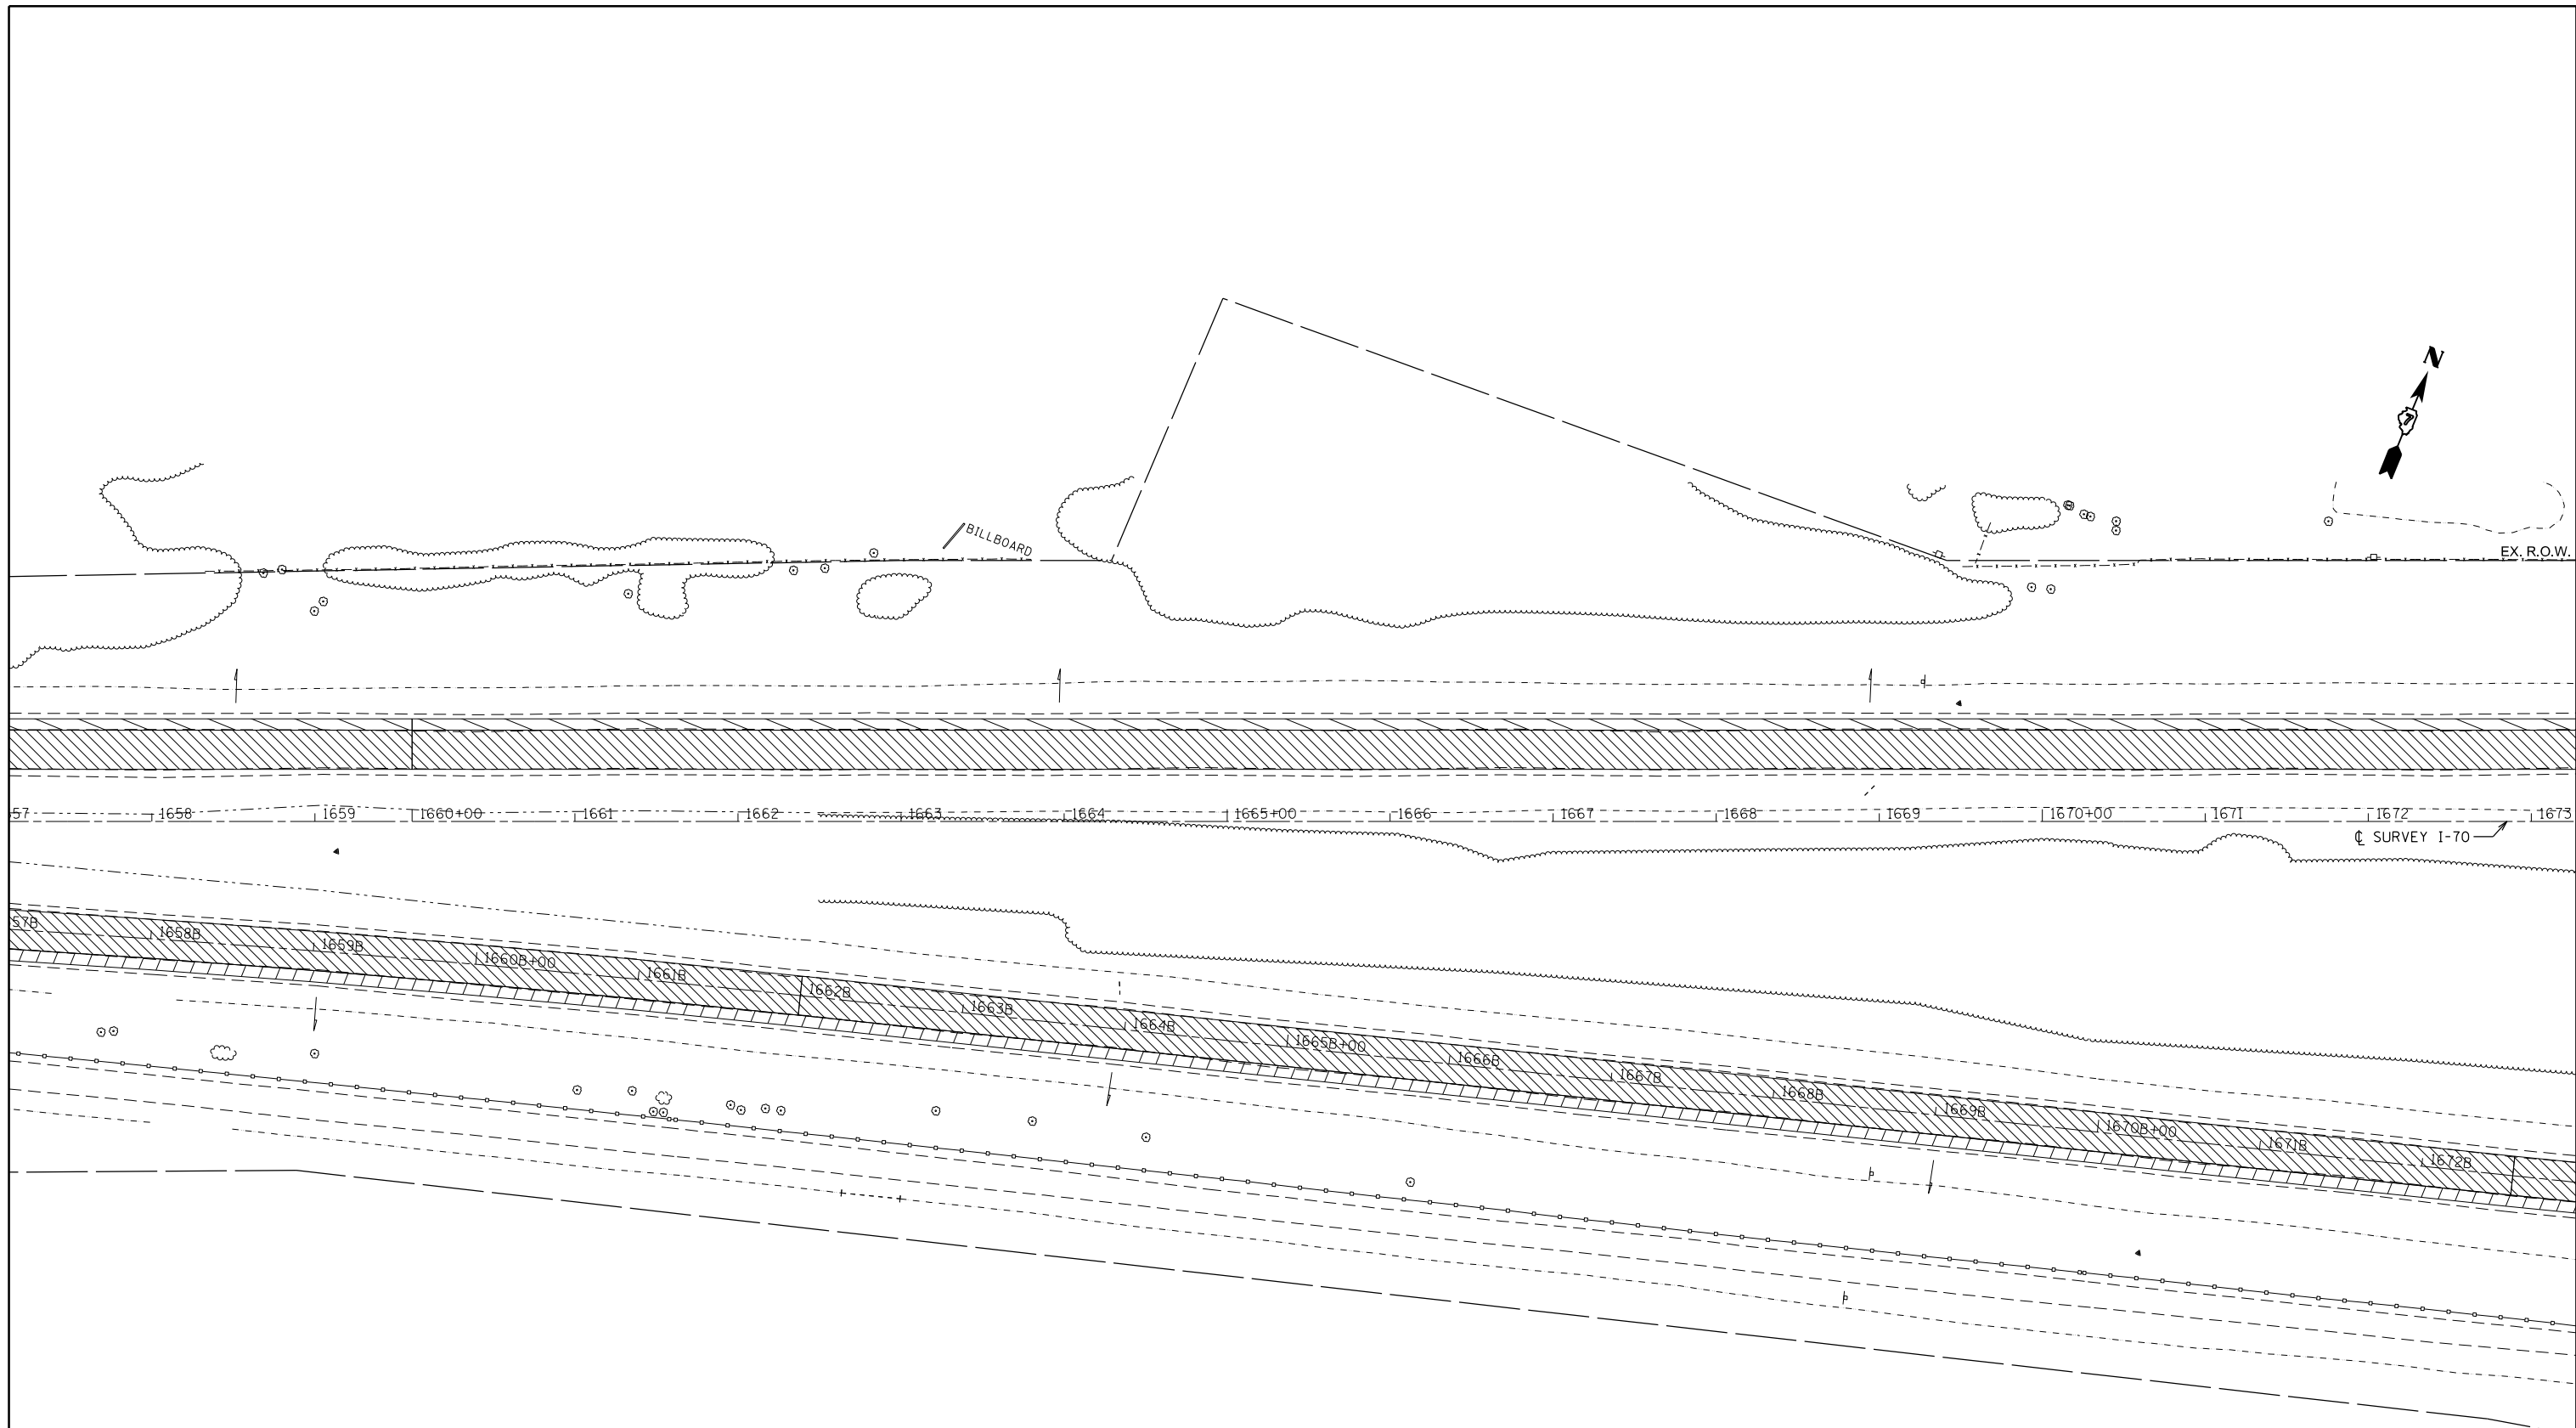 N
7
BILLBOARD
EX. R.O.W.
57 1658 1659 1660+00 1661 1662 1663 1664 1665+00 1666 1667 1668 1669 1670+00 1671 1672 1673
℄ SURVEY I-70
57B 1658B 1659B 1660B+00 1661B 1662B 1663B 1664B 1665B+00 1666B 1667B 1668B 1669B 1670B+00 1671B 1672B